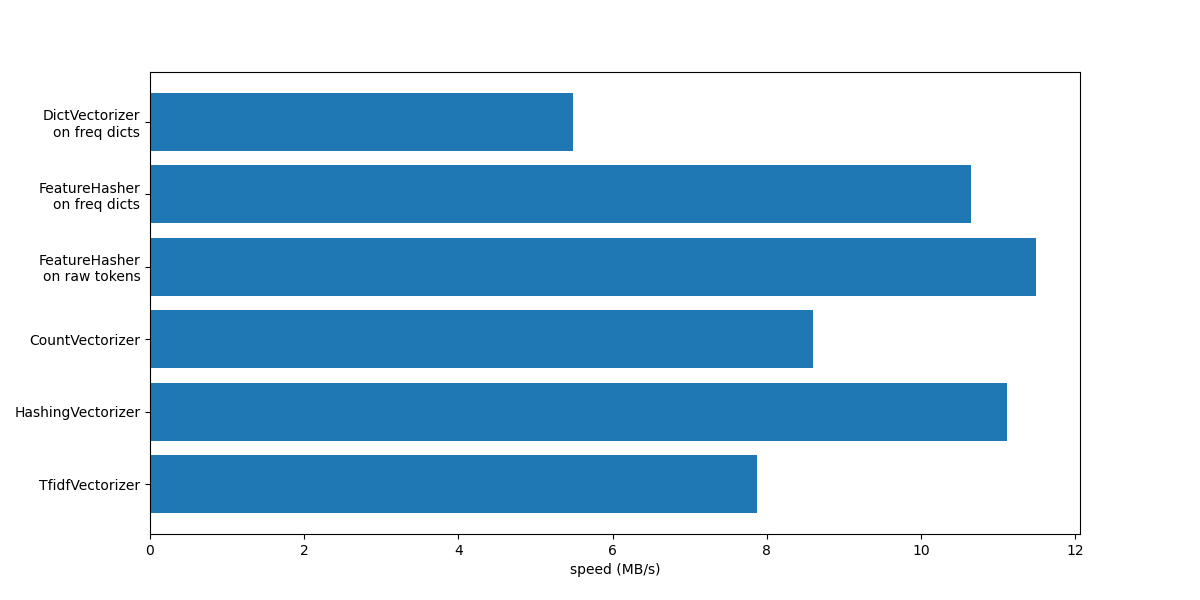 DictVectorizer
on freq dicts
FeatureHasher
on freq dicts
FeatureHasher
on raw tokens
CountVectorizer
HashingVectorizer
TfidfVectorizer
0 2 4 6 8 10 12
speed (MB/s)